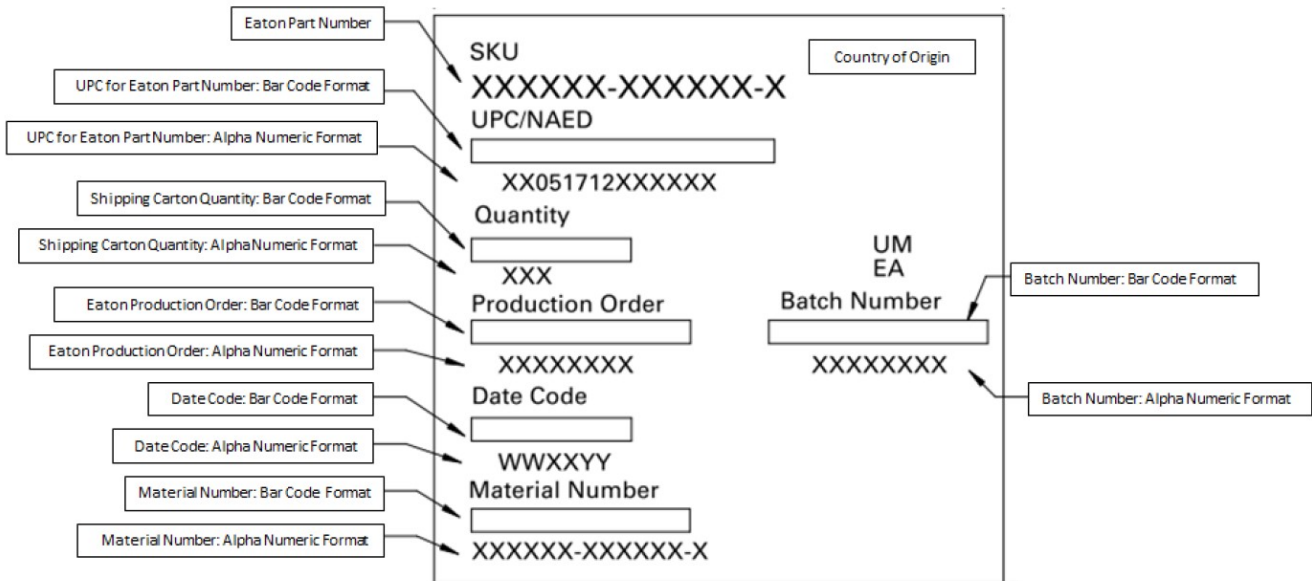 Eaton Part Number
SKU
Country of Origin
XXXXXX-XXXXXX-X
UPC for Eaton Part Number: Bar Code Format
UPC/NAED
UPC for Eaton Part Number: Alpha Numeric Format
XX051712XXXXXX
Shipping Carton Quantity: Bar Code Format
Quantity
Shipping Carton Quantity: Alpha Numeric Format
XXX
UM
EA
Eaton Production Order: Bar Code Format
Production Order
Batch Number
Batch Number: Bar Code Format
Eaton Production Order: Alpha Numeric Format
XXXXXXXX
XXXXXXXX
Date Code: Bar Code Format
Date Code
Batch Number: Alpha Numeric Format
Date Code: Alpha Numeric Format
WWXXYY
Material Number: Bar Code Format
Material Number
Material Number: Alpha Numeric Format
XXXXXX-XXXXXX-X